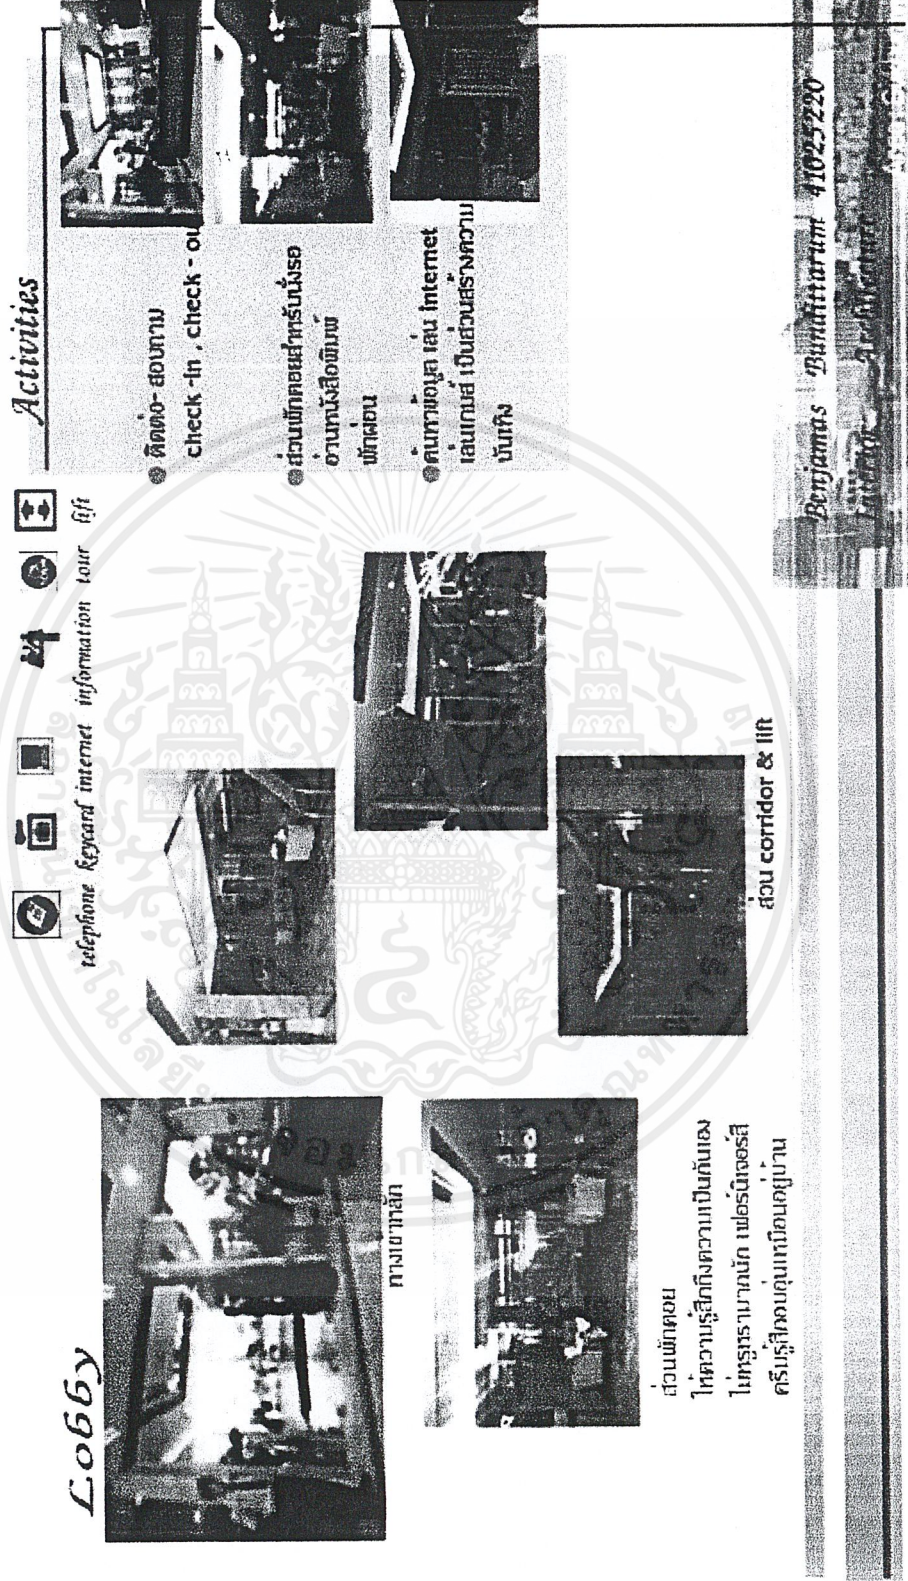 Lobby
telephone keycard internet information tour lift
Activities
ทางเข้าหลัก
ส่วนพักคอย
ให้ความรู้สึกถึงความเป็นกันเอง
ไม่หรูหรามากนัก เฟอร์นิเจอร์สี
ครีมรู้สึกอบอุ่นเหมือนอยู่บ้าน
ส่วน corridor & lift
ติดต่อ- สอบถาม
check -in , check - ou
ส่วนพักคอยสำหรับนั่งรอ
อ่านหนังสือพิมพ์
พักผ่อน
ค้นหาข้อมูล เล่น Internet
เล่นเกมส์ เป็นส่วนสร้างความ
บันเทิง
Benjamas Bundittarum 41025220
Interior Architecture